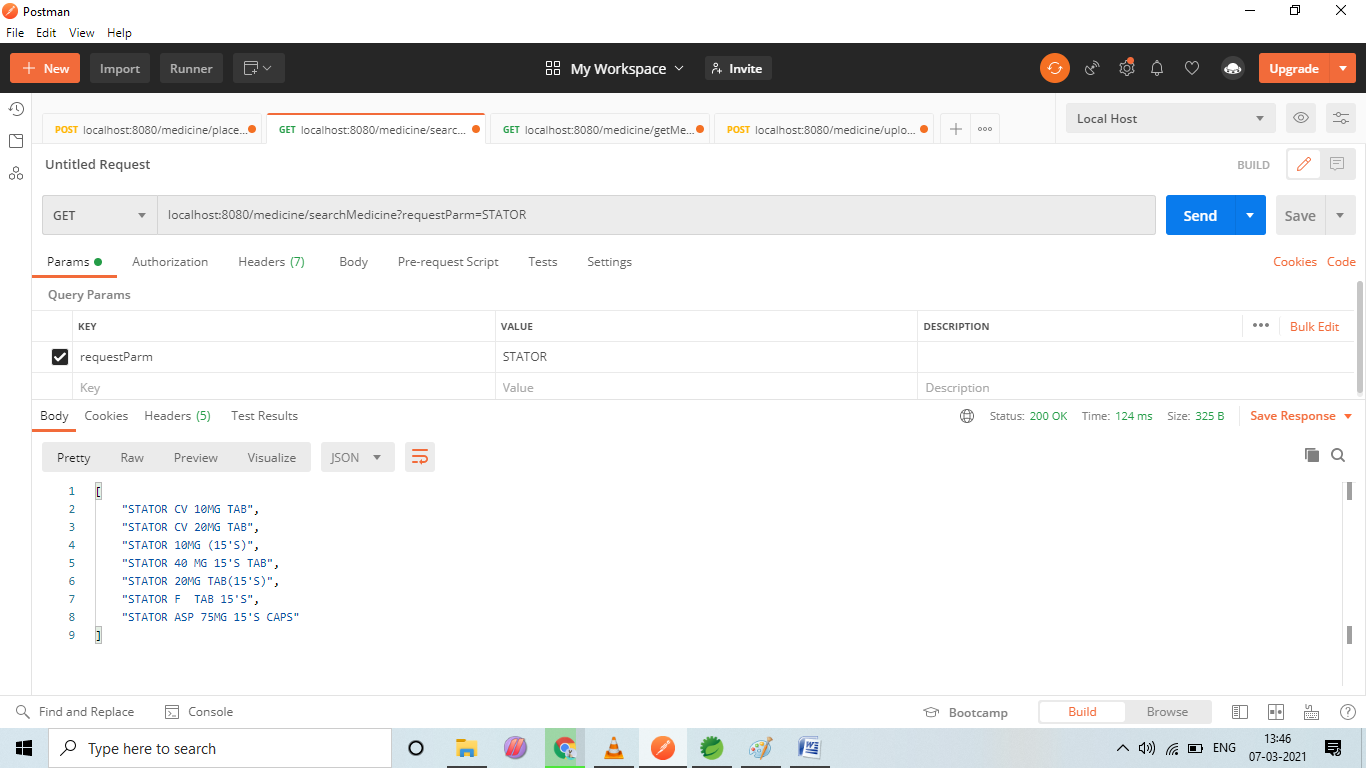 Postman
File Edit View Help
+ New Import Runner My Workspace Invite Upgrade
POST localhost:8080/medicine/place... GET localhost:8080/medicine/searc... GET localhost:8080/medicine/getMe... POST localhost:8080/medicine/uplo... + ooo Local Host
Untitled Request BUILD
GET localhost:8080/medicine/searchMedicine?requestParm=STATOR Send Save
Params Authorization Headers (7) Body Pre-request Script Tests Settings Cookies Code
Query Params
KEY VALUE DESCRIPTION ••• Bulk Edit
requestParm STATOR
Key Value Description
Body Cookies Headers (5) Test Results Status: 200 OK Time: 124 ms Size: 325 B Save Response
Pretty Raw Preview Visualize JSON
1 [
2 "STATOR CV 10MG TAB",
3 "STATOR CV 20MG TAB",
4 "STATOR 10MG (15'S)",
5 "STATOR 40 MG 15'S TAB",
6 "STATOR 20MG TAB(15'S)",
7 "STATOR F  TAB 15'S",
8 "STATOR ASP 75MG 15'S CAPS"
9 ]
Find and Replace Console Bootcamp Build Browse
Type here to search ENG 13:46
07-03-2021